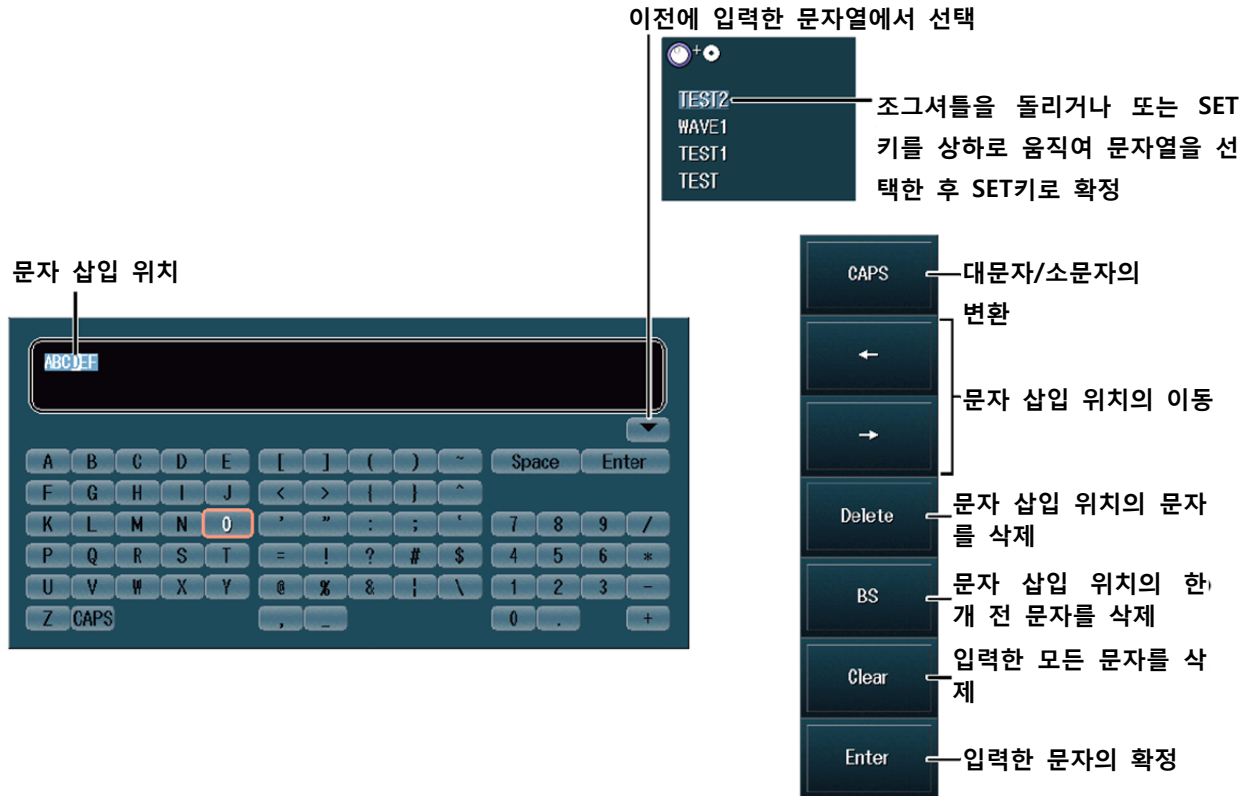 이전에 입력한 문자열에서 선택
+
TEST2
WAVE1
TEST1
TEST
조그셔틀을 돌리거나 또는 SET
키를 상하로 움직여 문자열을 선
택한 후 SET키로 확정
문자 삽입 위치
ABCDEF
A B C D E [ ] ( ) ~ Space Enter
F G H I J < > { } ^
K L M N O ' " : ; ‘ 7 8 9 /
P Q R S T = ! ? # $ 4 5 6 *
U V W X Y @ % & ¦ \ 1 2 3 -
Z CAPS , _ 0 . +
CAPS
대문자/소문자의
변환
←
→
문자 삽입 위치의 이동
Delete
문자 삽입 위치의 문자
를 삭제
BS
문자 삽입 위치의 한
개 전 문자를 삭제
Clear
입력한 모든 문자를 삭
제
Enter
입력한 문자의 확정